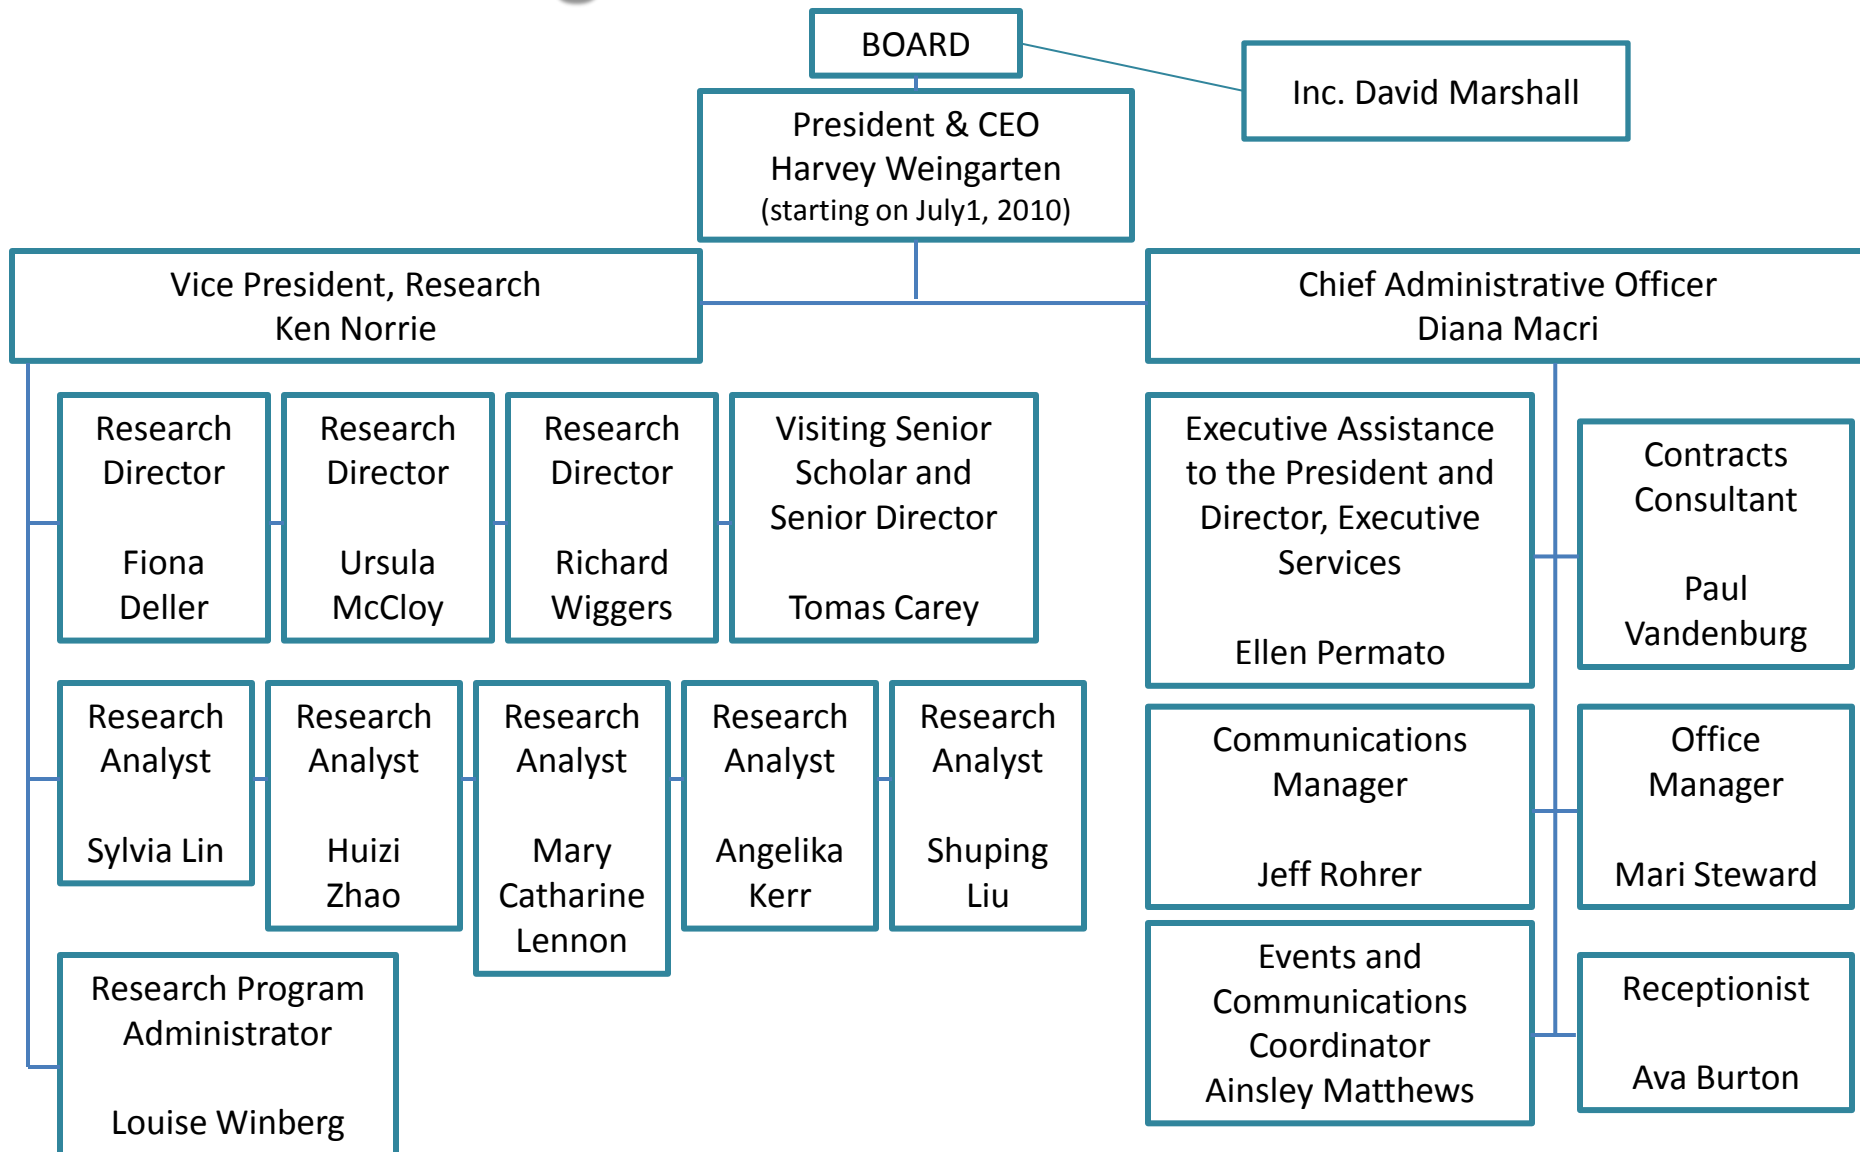 BOARD
Inc. David Marshall
President & CEO
Harvey Weingarten
(starting on July1, 2010)
Vice President, Research
Ken Norrie
Chief Administrative Officer
Diana Macri
Research
Director
Fiona
Deller
Research
Director
Ursula
McCloy
Research
Director
Richard
Wiggers
Visiting Senior
Scholar and
Senior Director
Tomas Carey
Executive Assistance
to the President and
Director, Executive
Services
Ellen Permato
Contracts
Consultant
Paul
Vandenburg
Research
Analyst
Sylvia Lin
Research
Analyst
Huizi
Zhao
Research
Analyst
Mary
Catharine
Lennon
Research
Analyst
Angelika
Kerr
Research
Analyst
Shuping
Liu
Communications
Manager
Jeff Rohrer
Office
Manager
Mari Steward
Research Program
Administrator
Louise Winberg
Events and
Communications
Coordinator
Ainsley Matthews
Receptionist
Ava Burton